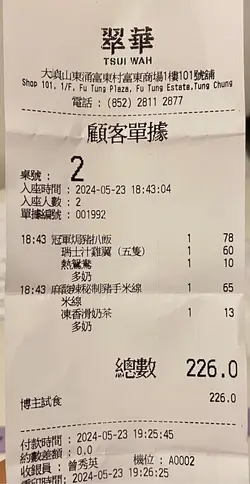 翠華
TSUI WAH
大嶼山東涌富東村富東商場1樓101號舖
Shop 101, 1/F, Fu Tung Plaza, Fu Tung Estate,Tung Chung
電話 : (852) 2811 2877
顧客單據
桌號 : 2
入座時間 : 2024-05-23 18:43:04
入座人數 : 2
單據編號 : 001992
18:43 冠軍焗豬扒飯 1 78
瑞士汁雞翼 (五隻) 1 60
熱鴛鴦 1 10
多奶
18:43 麻酸辣秘制豬手米線 1 65
米線
凍香滑奶茶 1 13
多奶
總數 226.0
博主試食
付款時間 : 2024-05-23 19:25:45
約數差額 : 0.0
收銀員 : 曾秀英 機位 : A0002
列印時間 : 2024-05-23 19:26:25